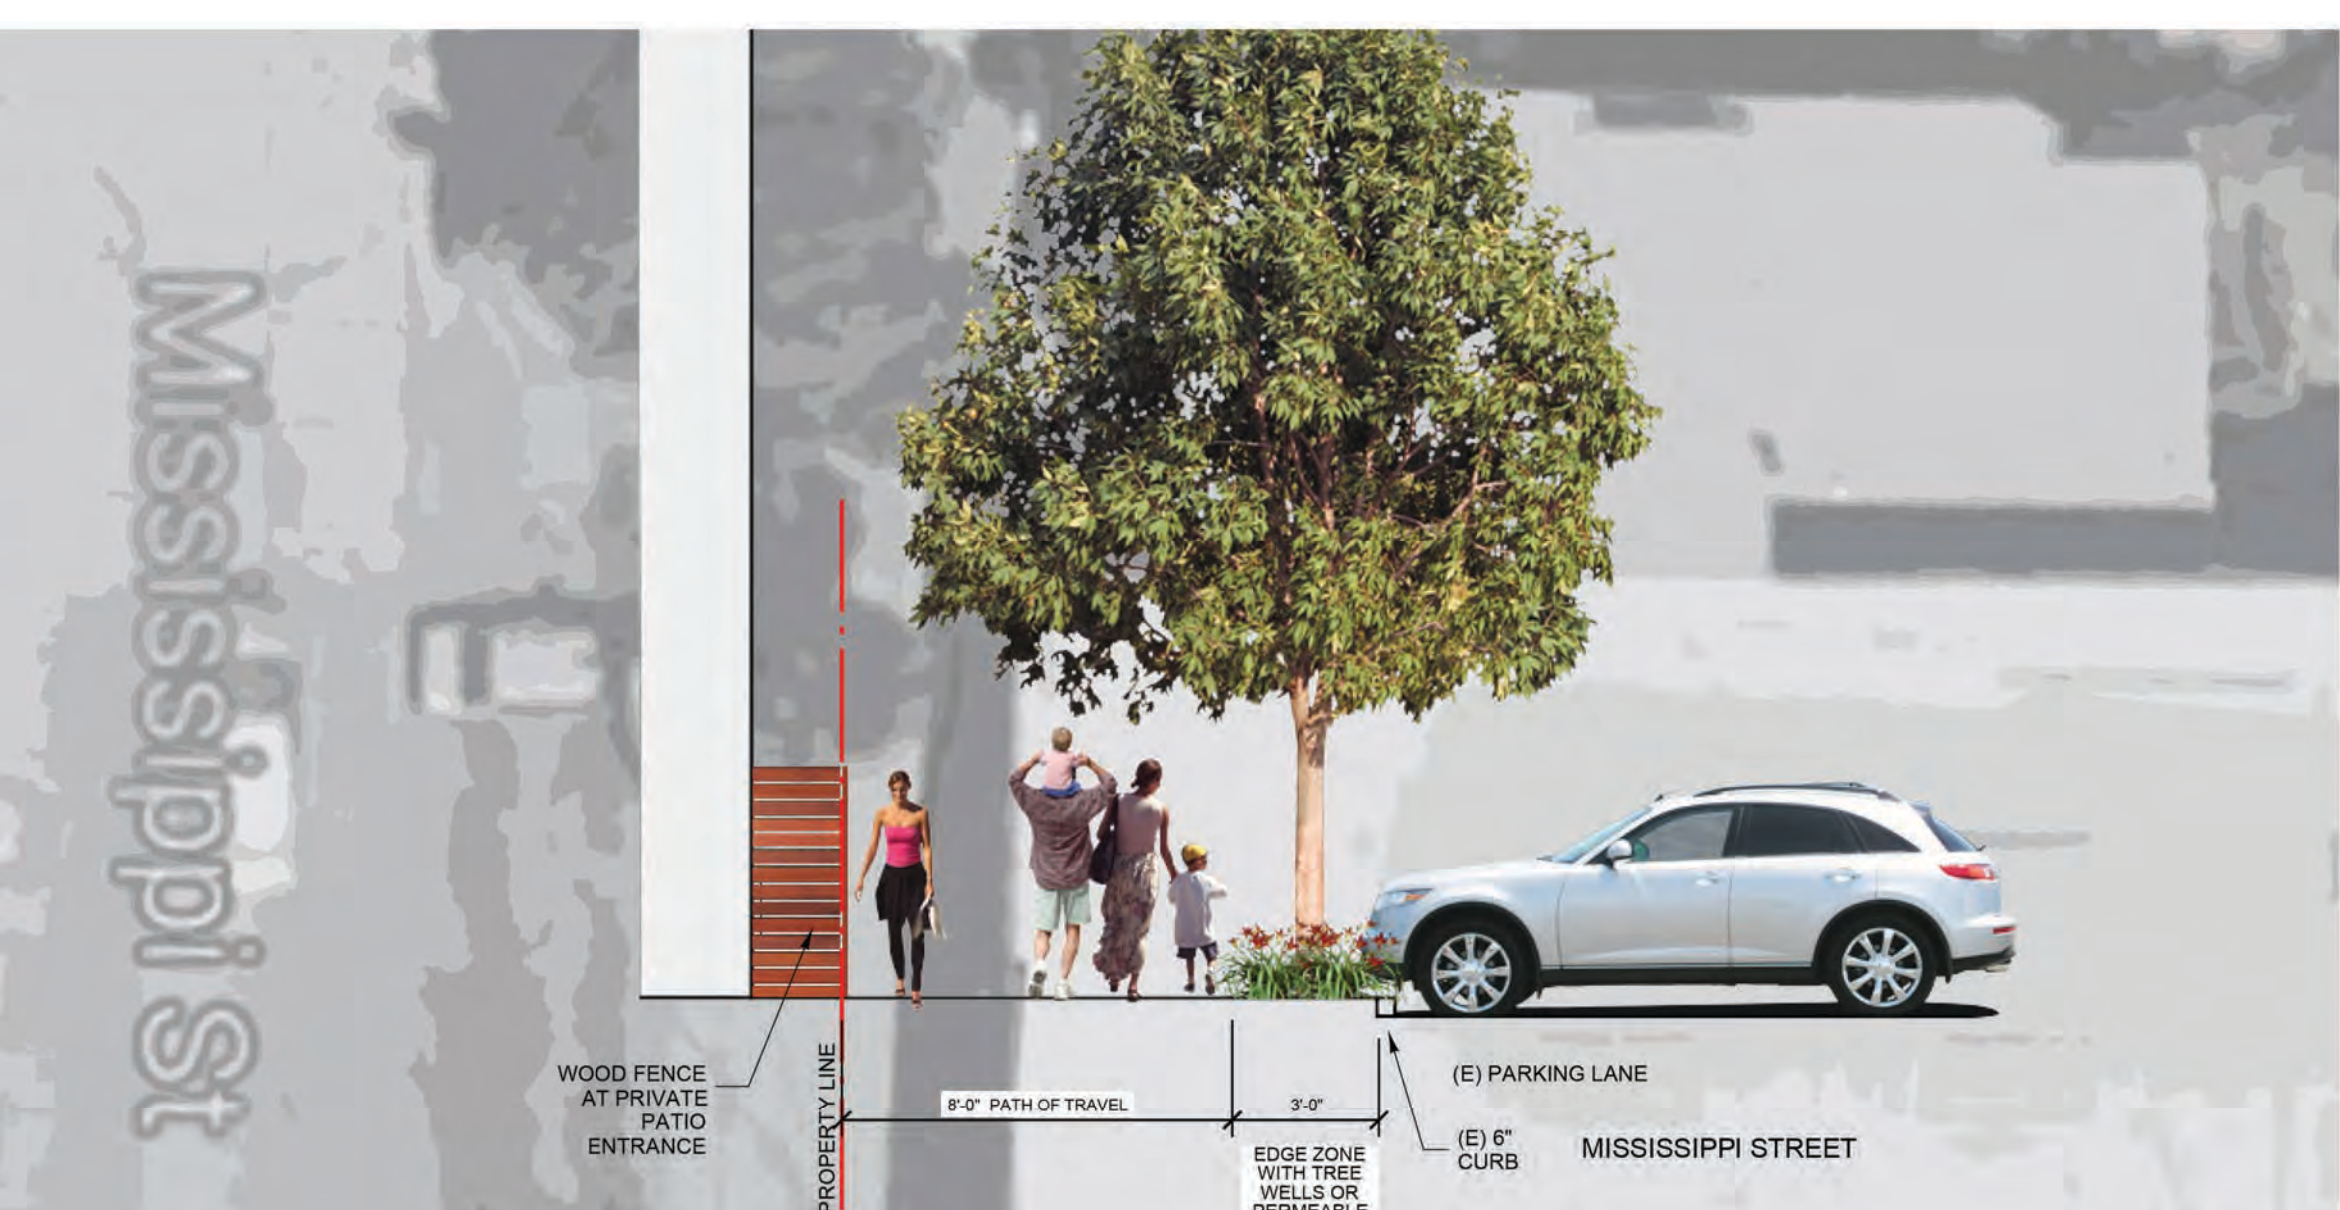 Mississippi St
WOOD FENCE
AT PRIVATE
PATIO
ENTRANCE
PROPERTY LINE
8'-0" PATH OF TRAVEL
3'-0"
EDGE ZONE
WITH TREE
WELLS OR
PERMEABLE
(E) PARKING LANE
(E) 6"
CURB
MISSISSIPPI STREET